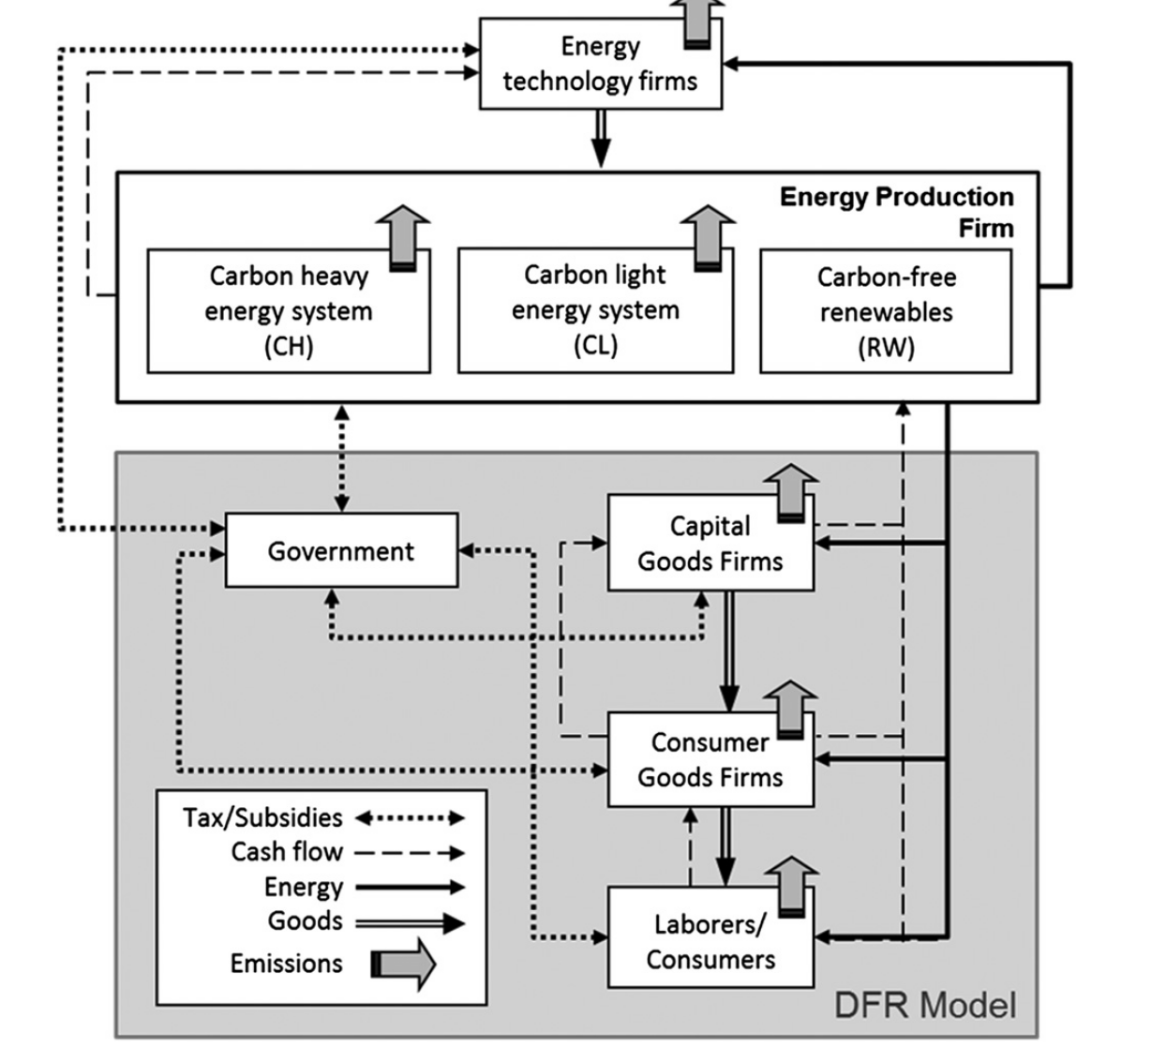 Energy
technology firms
Energy Production
Firm
Carbon heavy
energy system
(CH)
Carbon light
energy system
(CL)
Carbon-free
renewables
(RW)
Government
Capital
Goods Firms
Consumer
Goods Firms
Laborers/
Consumers
Tax/Subsidies
Cash flow
Energy
Goods
Emissions
DFR Model